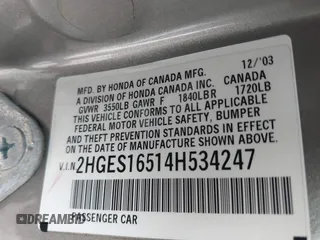 12/'03
MFD. BY HONDA OF CANADA MFG.
A DIVISION OF HONDA CANADA INC. CANADA
GVWR 3550LB GAWR F 1840LBR 1720LB
THIS VEHICLE CONFORMS TO ALL APPLICABLE
FEDERAL MOTOR VEHICLE SAFETY, BUMPER
AND THEFT PREVENTION STANDARDS
IN EFFECT ON THE DATE OF
MANUFACTURE SHOWN ABOVE.
V.I.N. 2HGES16514H534247
PASSENGER CAR
DREAMBID